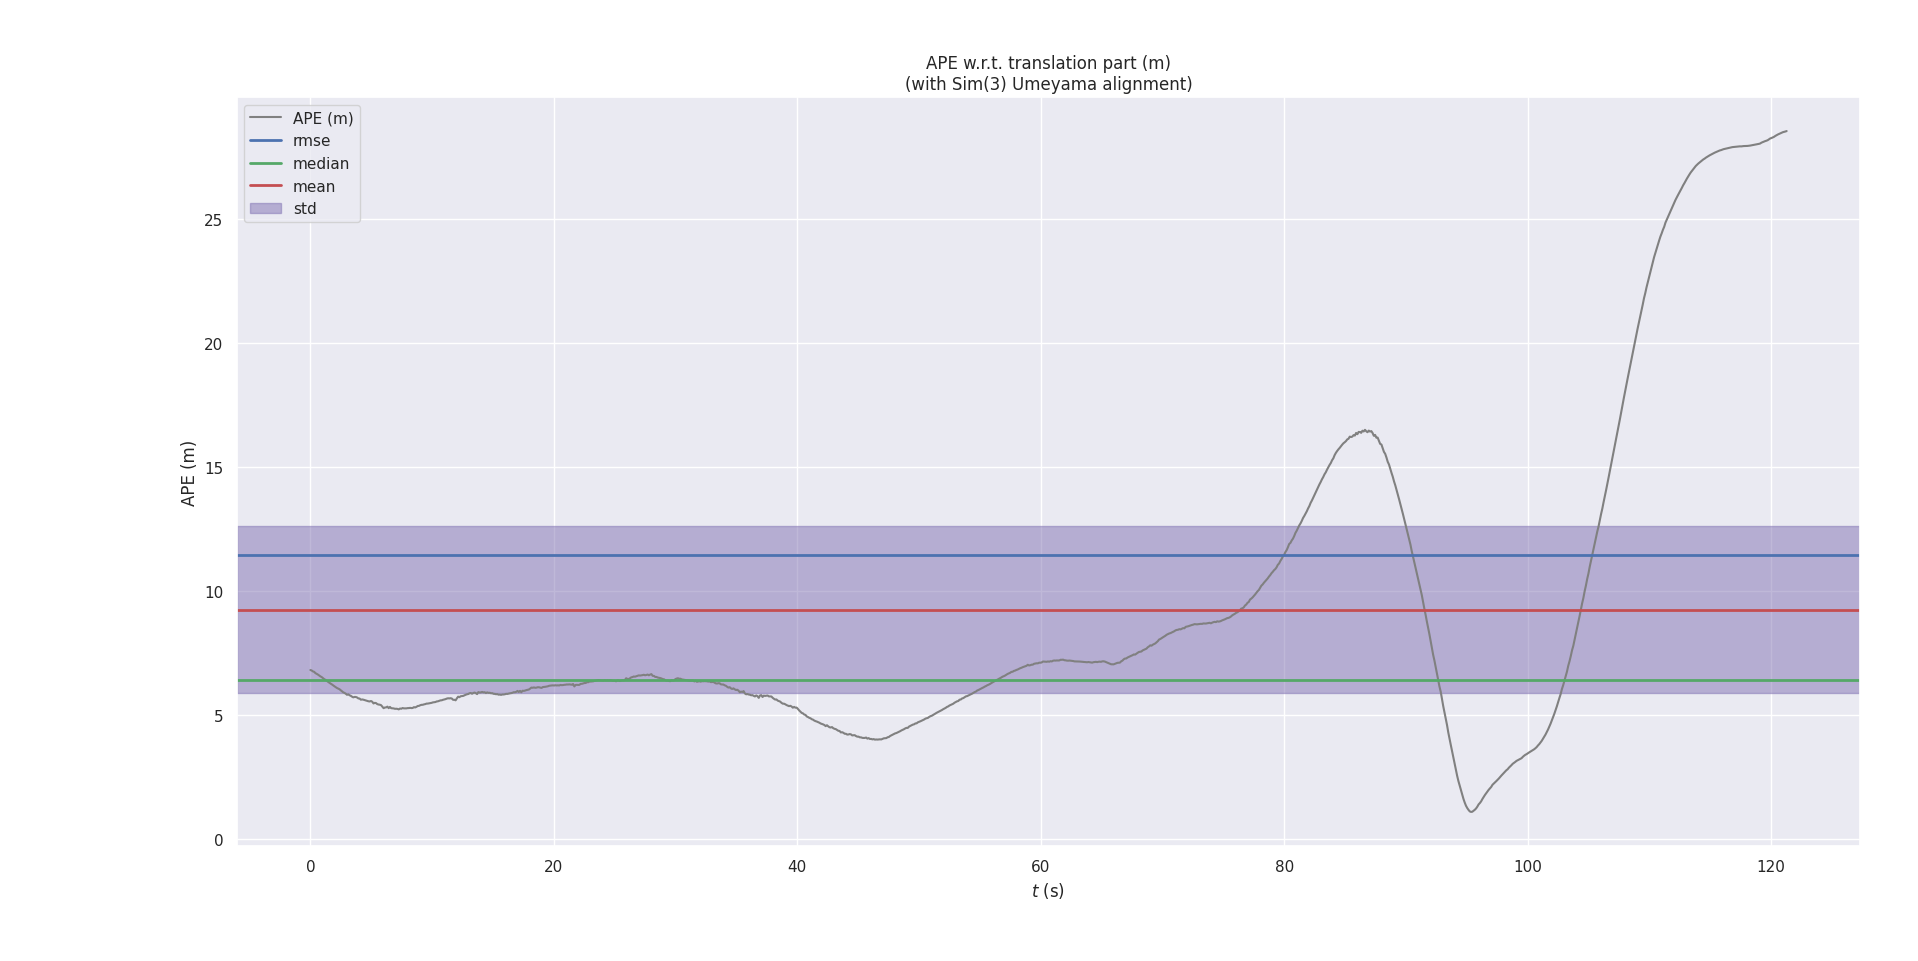 APE w.r.t. translation part (m)
(with Sim(3) Umeyama alignment)
APE (m)
rmse
median
mean
std
APE (m)
25
20
15
10
5
0
0 20 40 60 80 100 120
t (s)